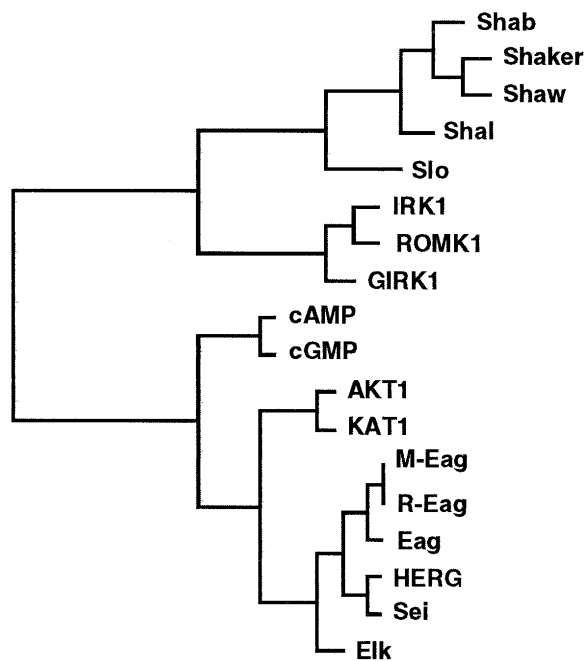 Shab
Shaker
Shaw
Shal
Slo
IRK1
ROMK1
GIRK1
cAMP
cGMP
AKT1
KAT1
M-Eag
R-Eag
Eag
HERG
Sei
Elk